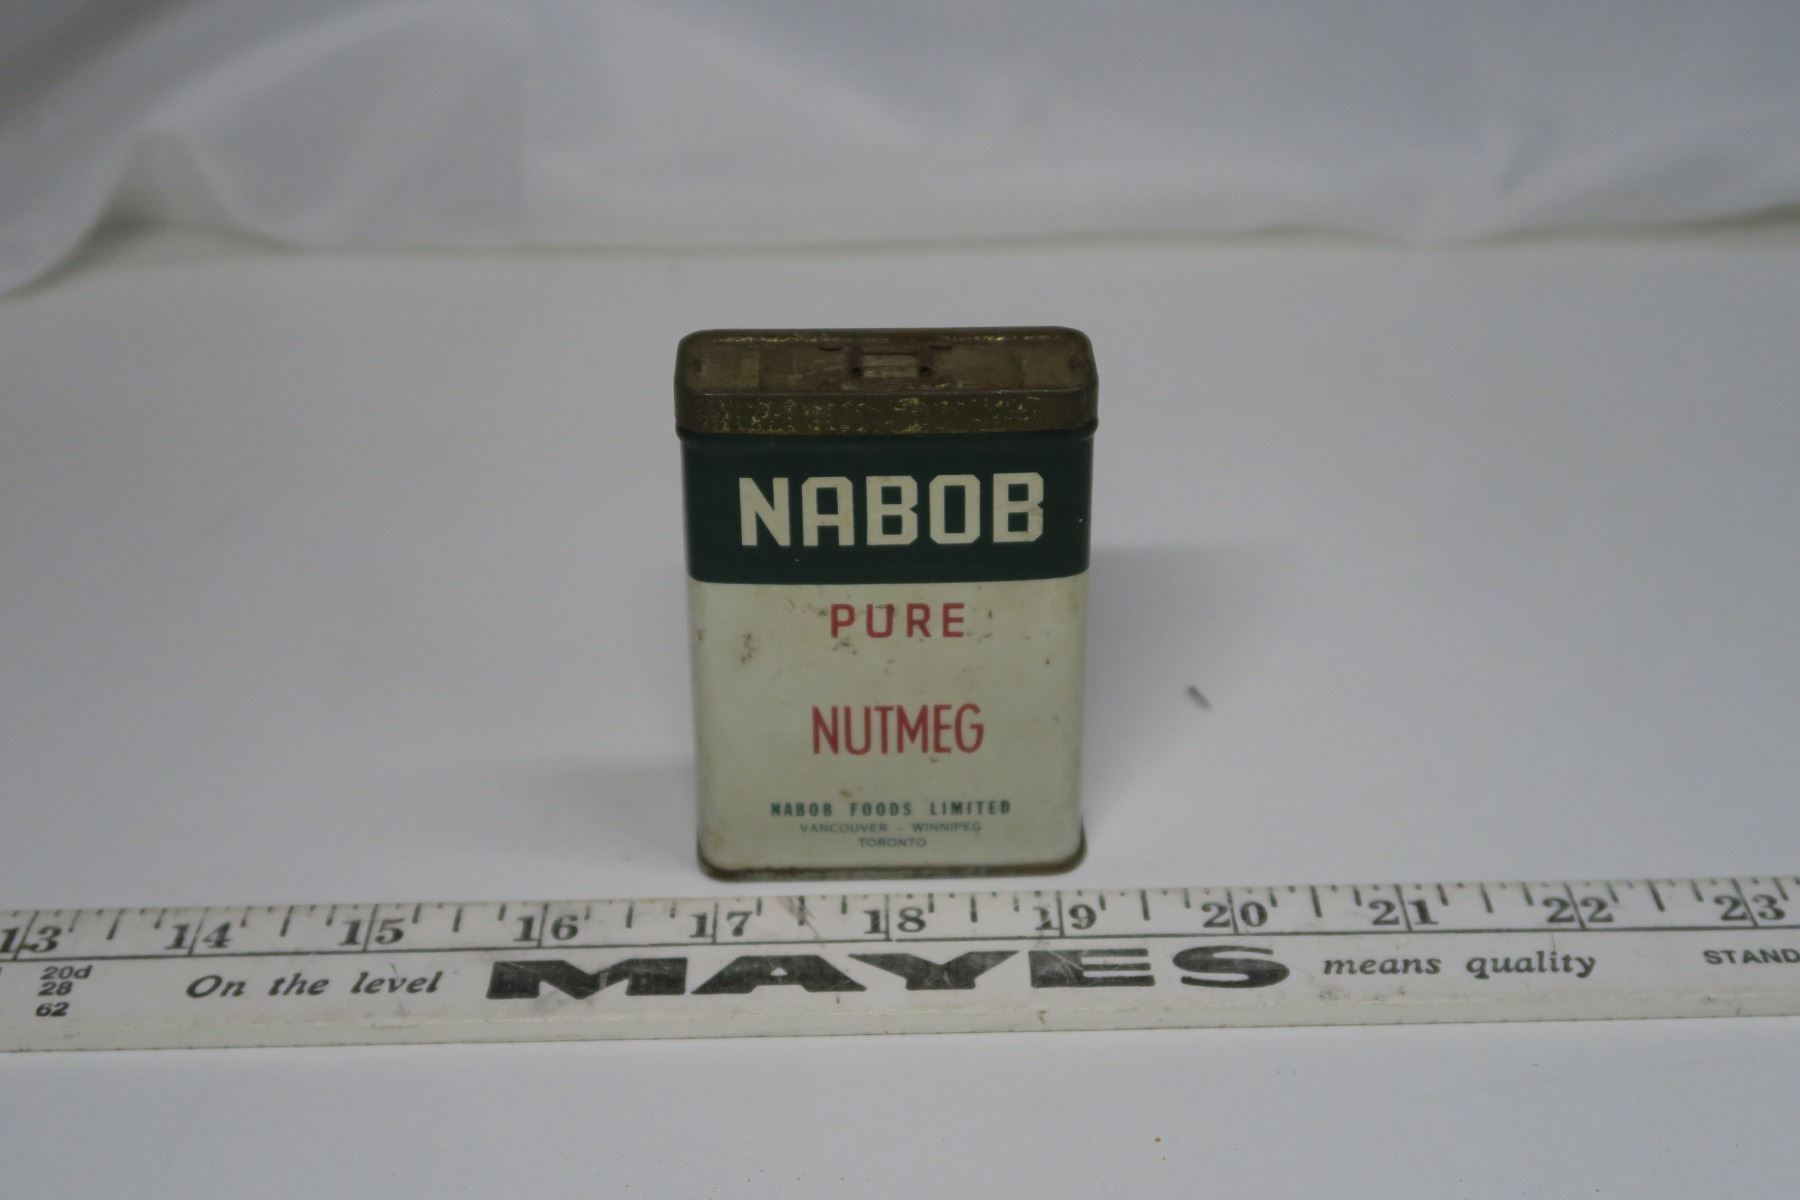 NABOB
PURE
NUTMEG
NABOB FOODS LIMITED
VANCOUVER - WINNIPEG
TORONTO
13 14 15 16 17 18 19 20 21 22 23
20d
28
62
On the level MAYES means quality STAND